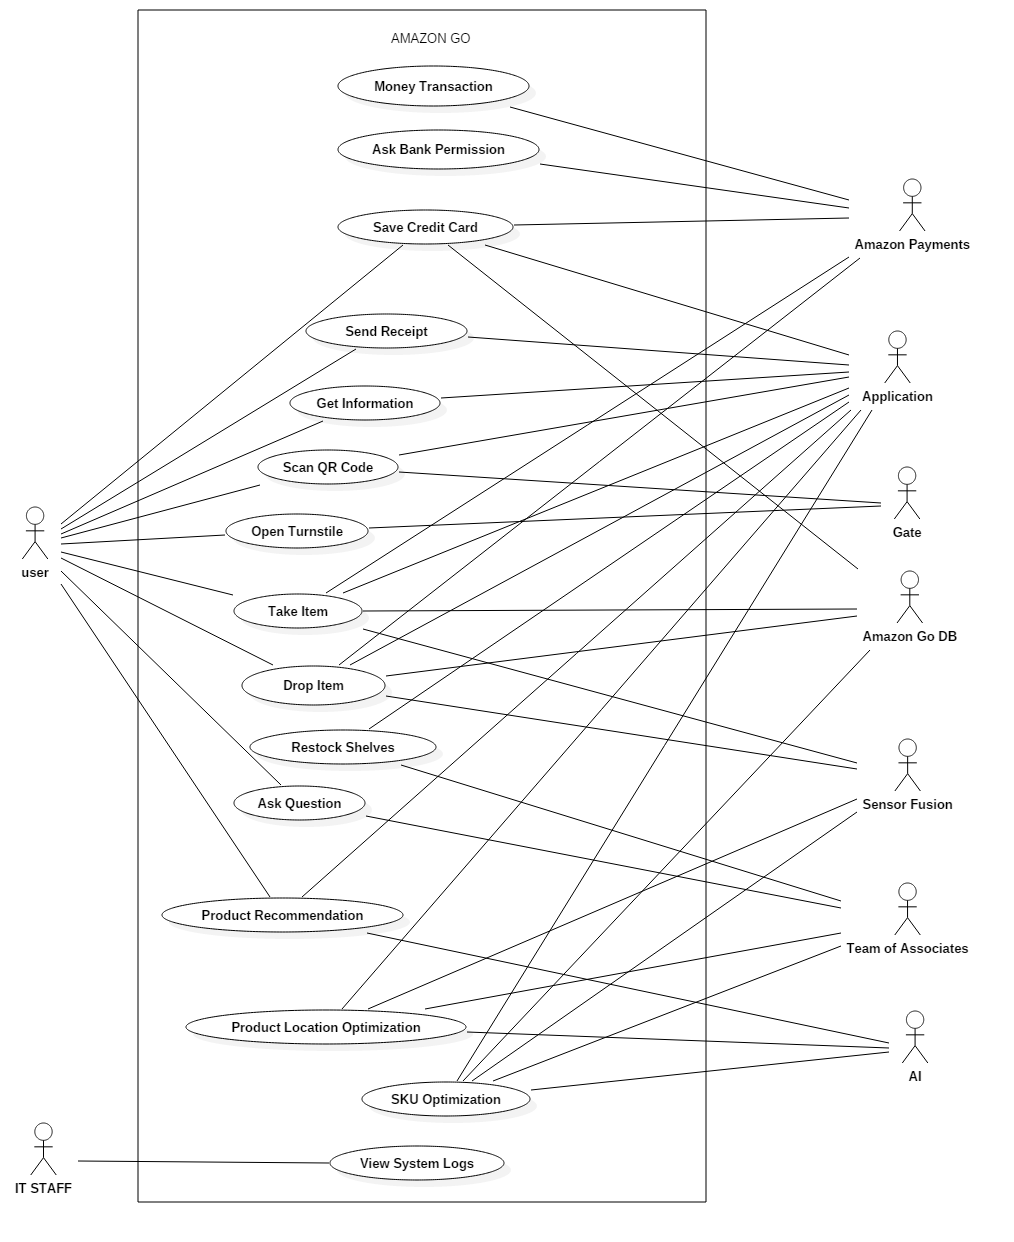 AMAZON GO
Money Transaction
Ask Bank Permission
Save Credit Card
Amazon Payments
Send Receipt
Application
Get Information
Scan QR Code
Open Turnstile
Gate
user
Take Item
Amazon Go DB
Drop Item
Restock Shelves
Ask Question
Sensor Fusion
Product Recommendation
Team of Associates
Product Location Optimization
AI
SKU Optimization
View System Logs
IT STAFF